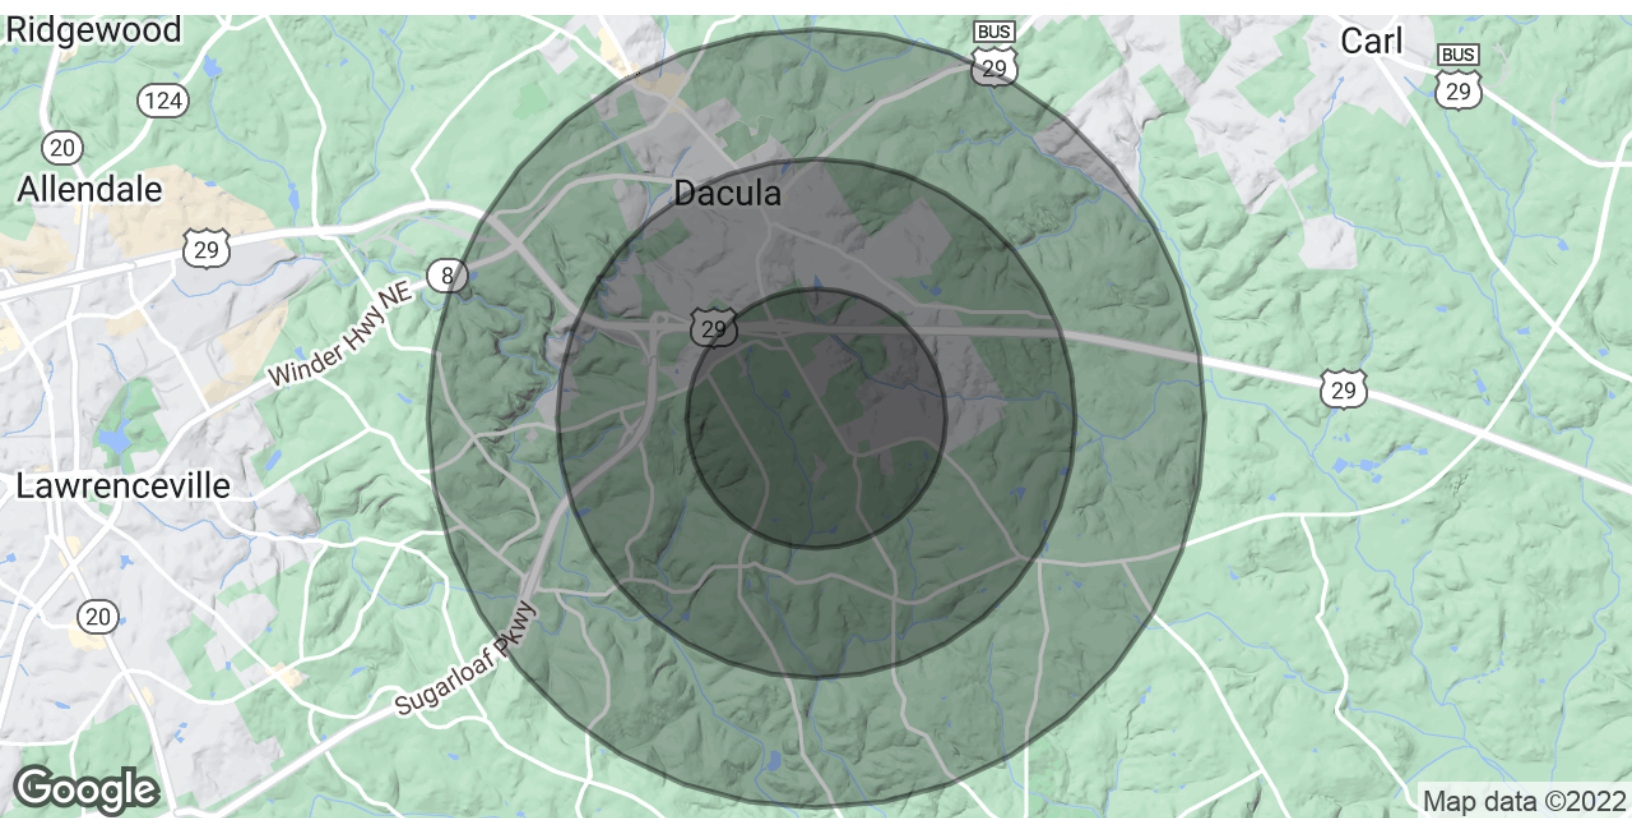 Ridgewood
BUS
29
Carl
BUS
29
124
20
Allendale
Dacula
29
8
Winder Hwy NE
29
29
Lawrenceville
20
Sugarloaf Pkwy
Google
Map data ©2022